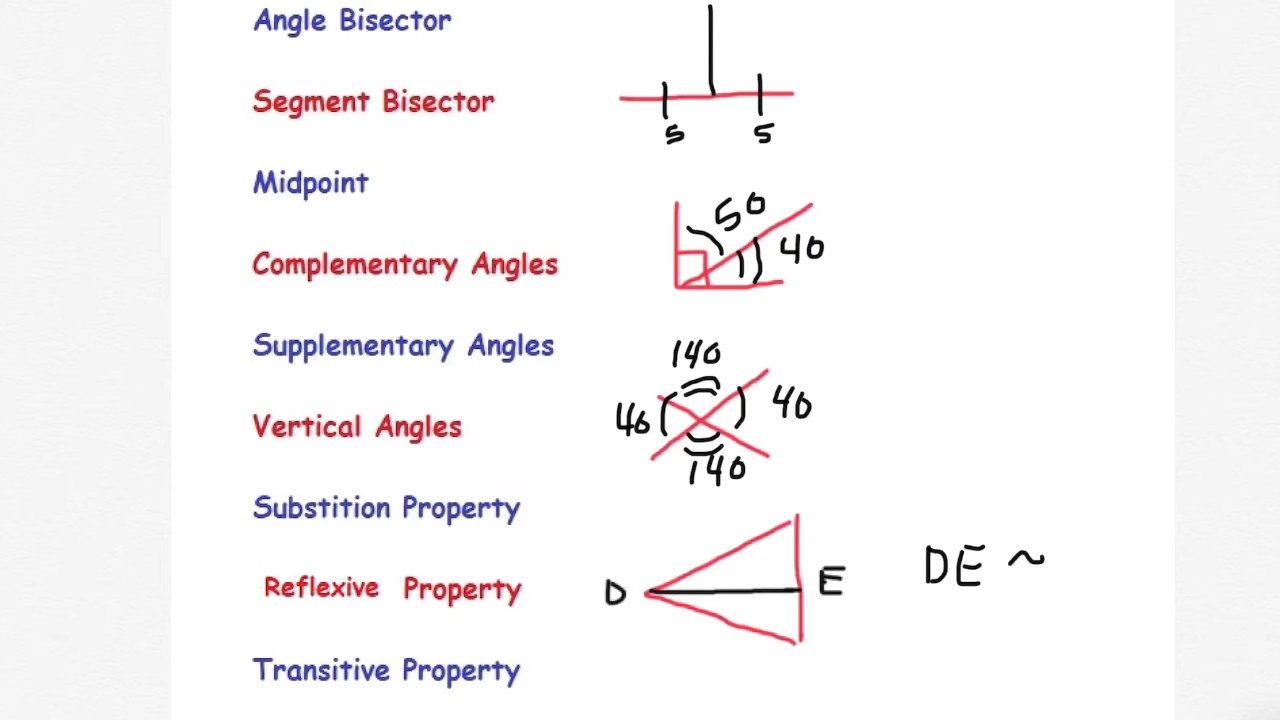 Angle Bisector
Segment Bisector
5 5
Midpoint
50
Complementary Angles 40
Supplementary Angles
140
Vertical Angles 40 40
140
Substition Property
Reflexive Property D E DE ~
Transitive Property